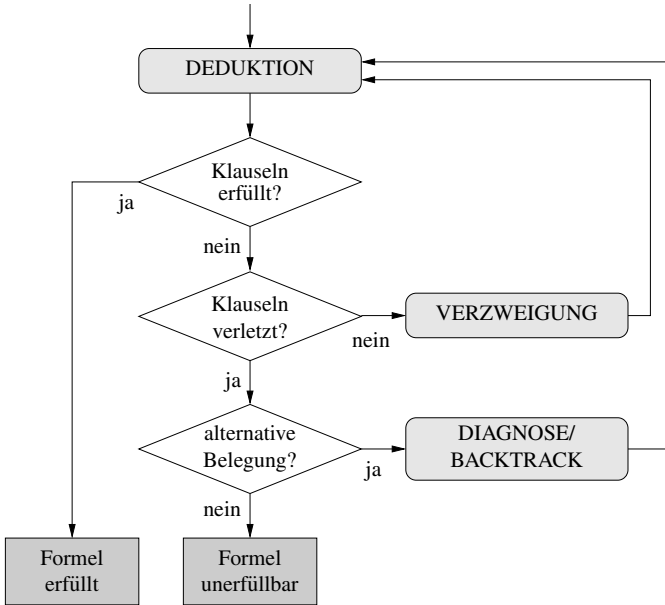 DEDUKTION
Klauseln
erfüllt?
ja
nein
Klauseln
verletzt?
nein
VERZWEIGUNG
ja
alternative
Belegung?
ja
DIAGNOSE/
BACKTRACK
nein
Formel
erfüllt
Formel
unerfüllbar